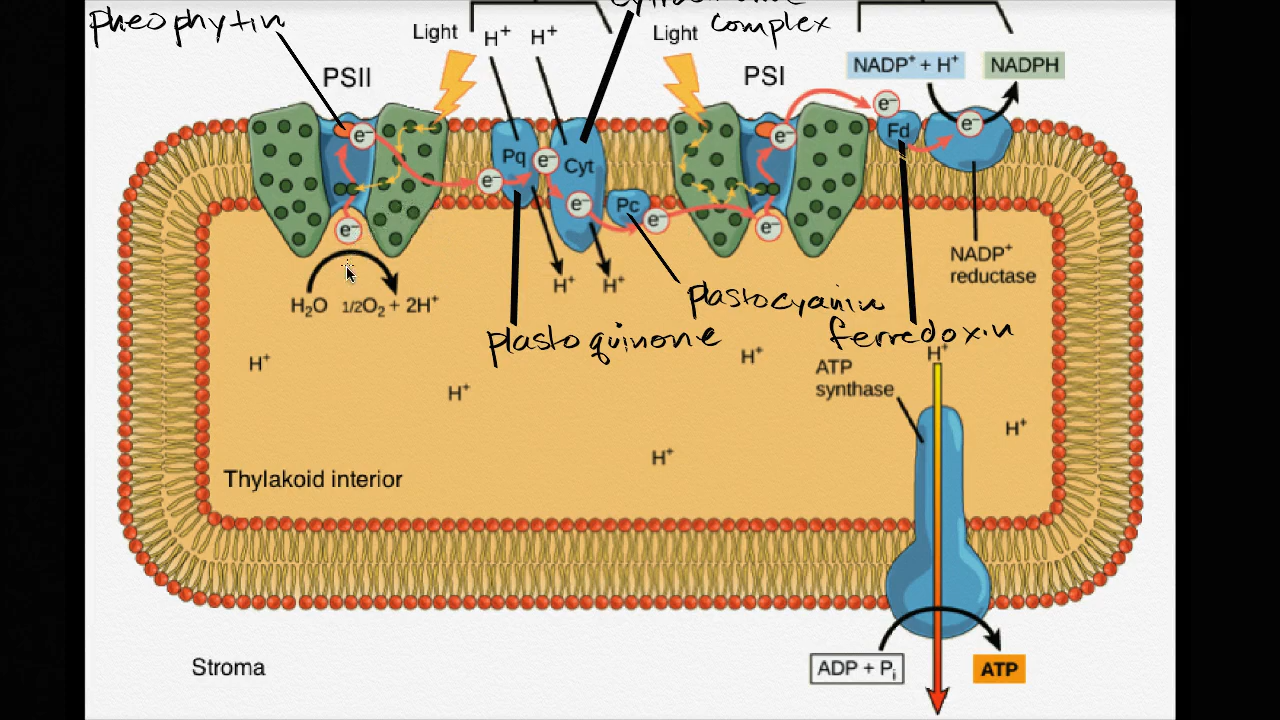 pheophytin
complex
Light
H⁺ H⁺
Light
PSII
PSI
NADP⁺ + H⁺
NADPH
e⁻
e⁻
e⁻
e⁻
Fd
Pq
e⁻
Cyt
e⁻
e⁻
Pc
e⁻
e⁻
e⁻
NADP⁺
reductase
H₂O 1/2O₂ + 2H⁺
H⁺ H⁺
plastocyanin
plastoquinone
ferredoxin
H⁺
H⁺
H⁺
ATP
synthase
H⁺
H⁺
H⁺
Thylakoid interior
Stroma
ADP + Pᵢ
ATP